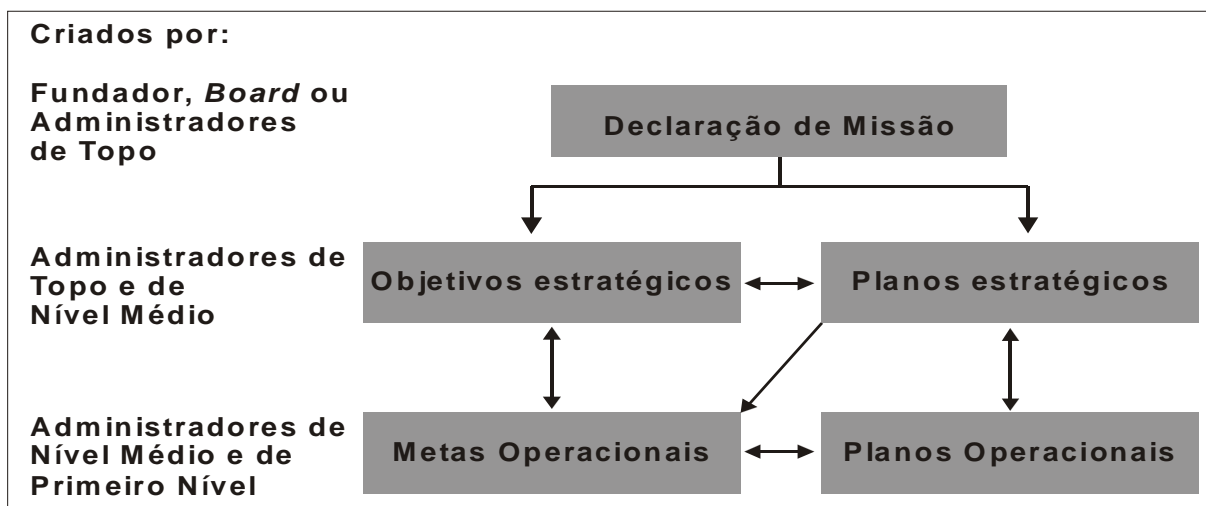 Criados por:
Fundador, Board ou
Administradores
de Topo
Declaração de Missão
Administradores de
Topo e de
Nível Médio
Objetivos estratégicos
Planos estratégicos
Administradores de
Nível Médio e de
Primeiro Nível
Metas Operacionais
Planos Operacionais